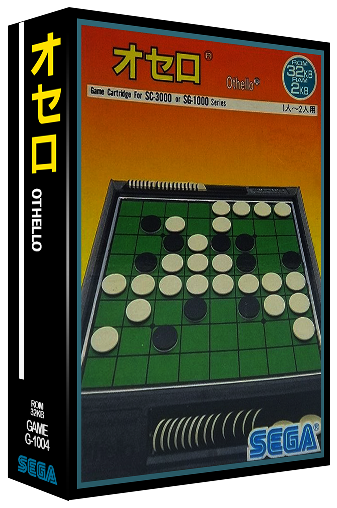 オセロ
OTHELLO
ROM
32KB
GAME
G-1004
SEGA
オセロ®
Othello
ROM
32KB
RAM
2KB
Game Cartridge For SC-3000 or SG-1000 Series
1人〜2人用
SEGA®